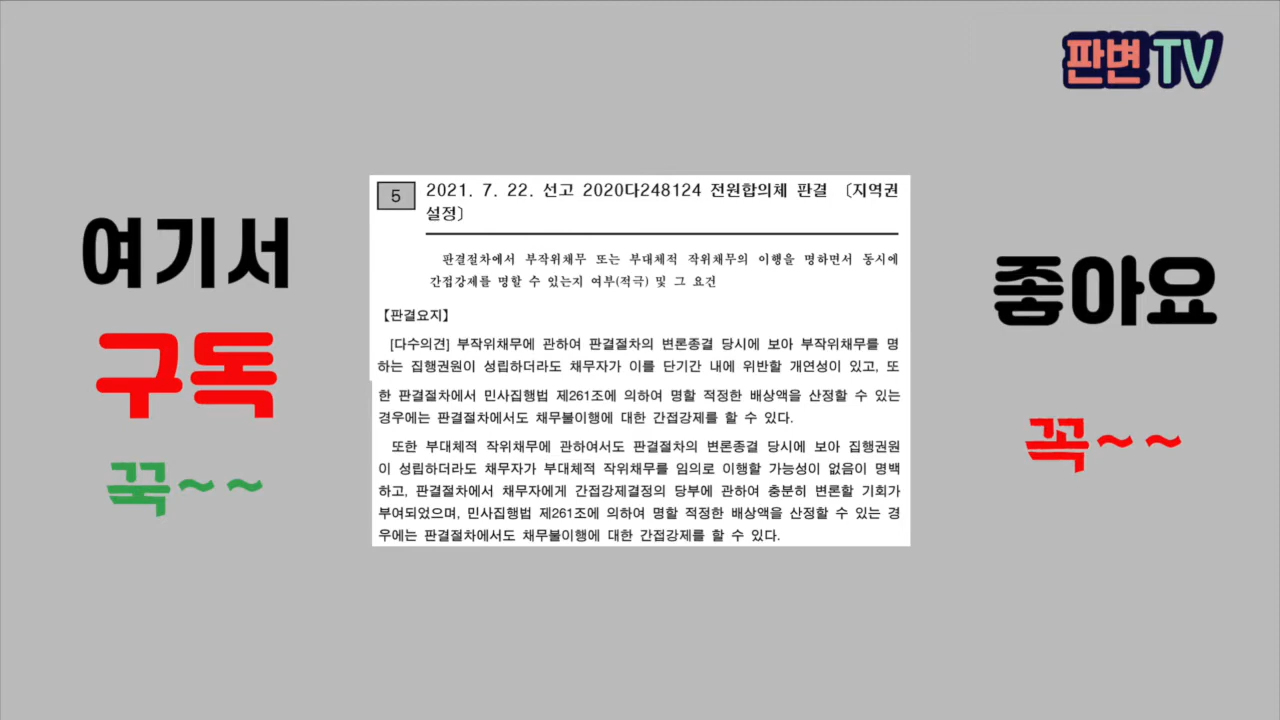 판변 TV
여기서
구독
꾹~~
5
2021. 7. 22. 선고 2020다248124 전원합의체 판결 〔지역권
설정〕
판결절차에서 부작위채무 또는 부대체적 작위채무의 이행을 명하면서 동시에
간접강제를 명할 수 있는지 여부(적극) 및 그 요건
【판결요지】
[다수의견] 부작위채무에 관하여 판결절차의 변론종결 당시에 보아 부작위채무를 명
하는 집행권원이 성립하더라도 채무자가 이를 단기간 내에 위반할 개연성이 있고, 또
한 판결절차에서 민사집행법 제261조에 의하여 명할 적정한 배상액을 산정할 수 있는
경우에는 판결절차에서도 채무불이행에 대한 간접강제를 할 수 있다.
또한 부대체적 작위채무에 관하여서도 판결절차의 변론종결 당시에 보아 집행권원
이 성립하더라도 채무자가 부대체적 작위채무를 임의로 이행할 가능성이 없음이 명백
하고, 판결절차에서 채무자에게 간접강제결정의 당부에 관하여 충분히 변론할 기회가
부여되었으며, 민사집행법 제261조에 의하여 명할 적정한 배상액을 산정할 수 있는 경
우에는 판결절차에서도 채무불이행에 대한 간접강제를 할 수 있다.
좋아요
꼭~~